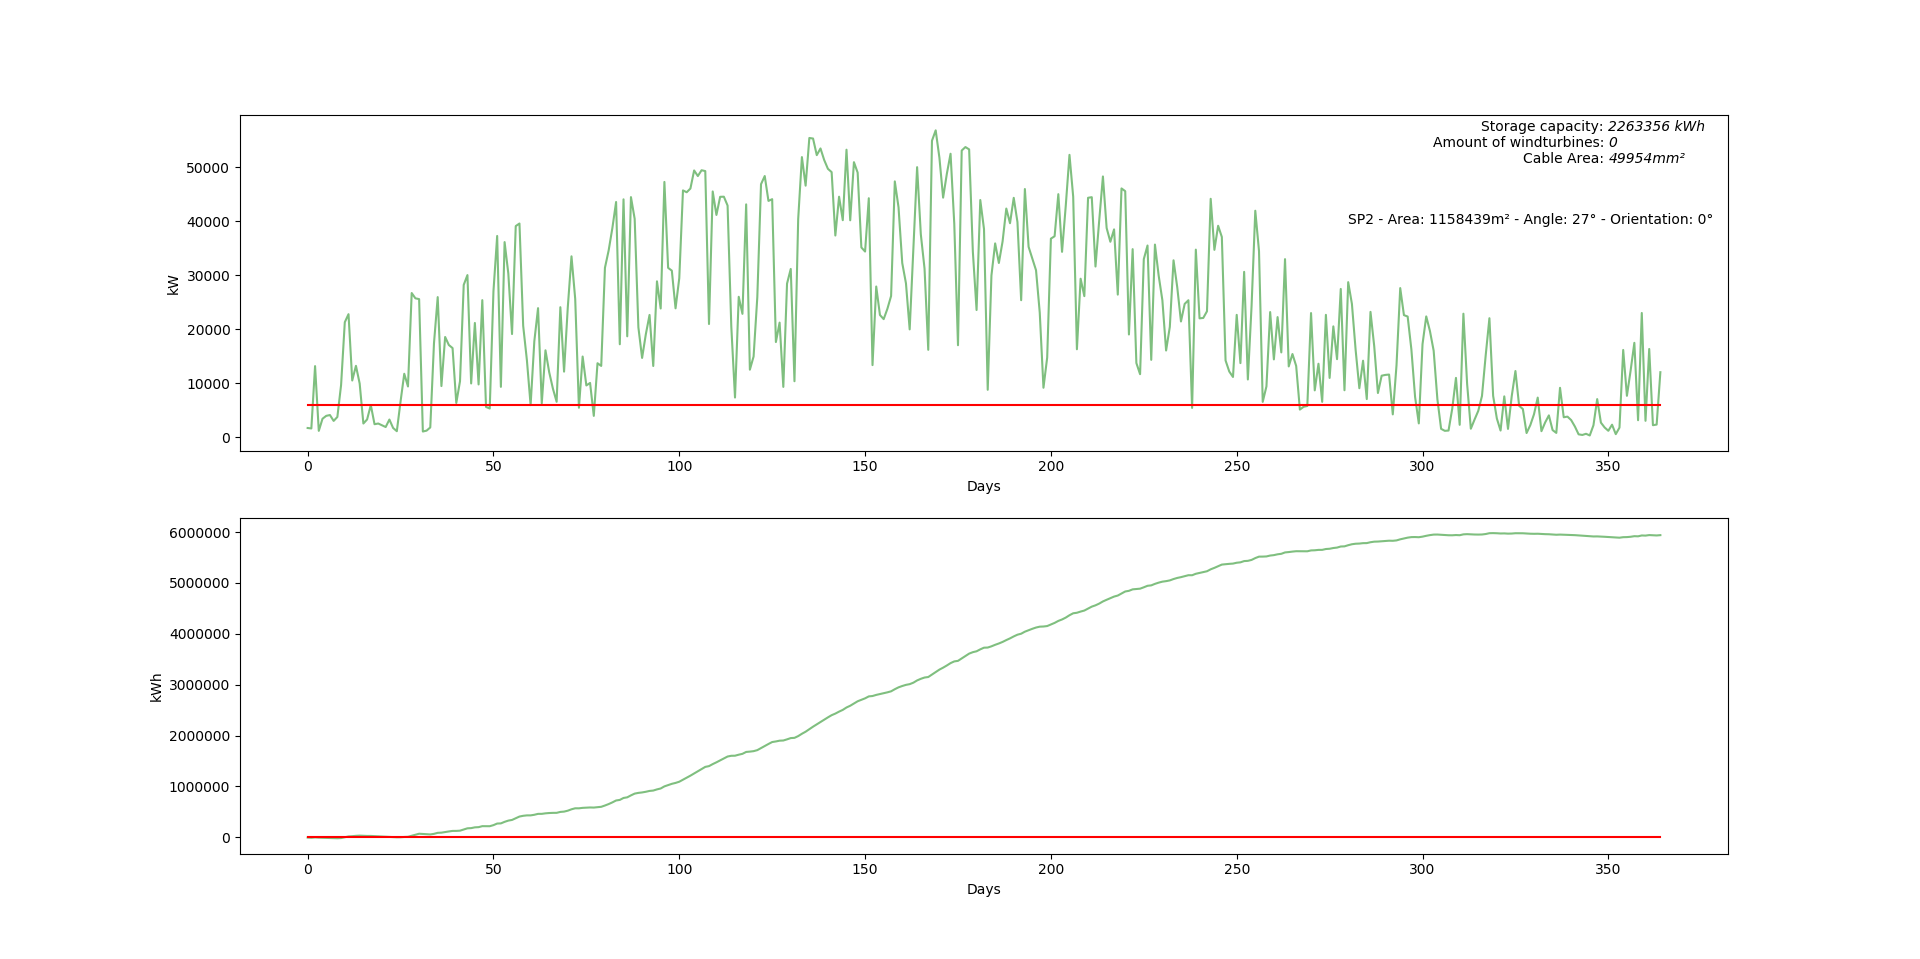 Storage capacity: 2263356 kWh
Amount of windturbines: 0
Cable Area: 49954mm²
SP2 - Area: 1158439m² - Angle: 27° - Orientation: 0°
50000
40000
30000
20000
10000
0
kW
0 50 100 150 200 250 300 350
Days
6000000
5000000
4000000
3000000
2000000
1000000
0
kWh
0 50 100 150 200 250 300 350
Days